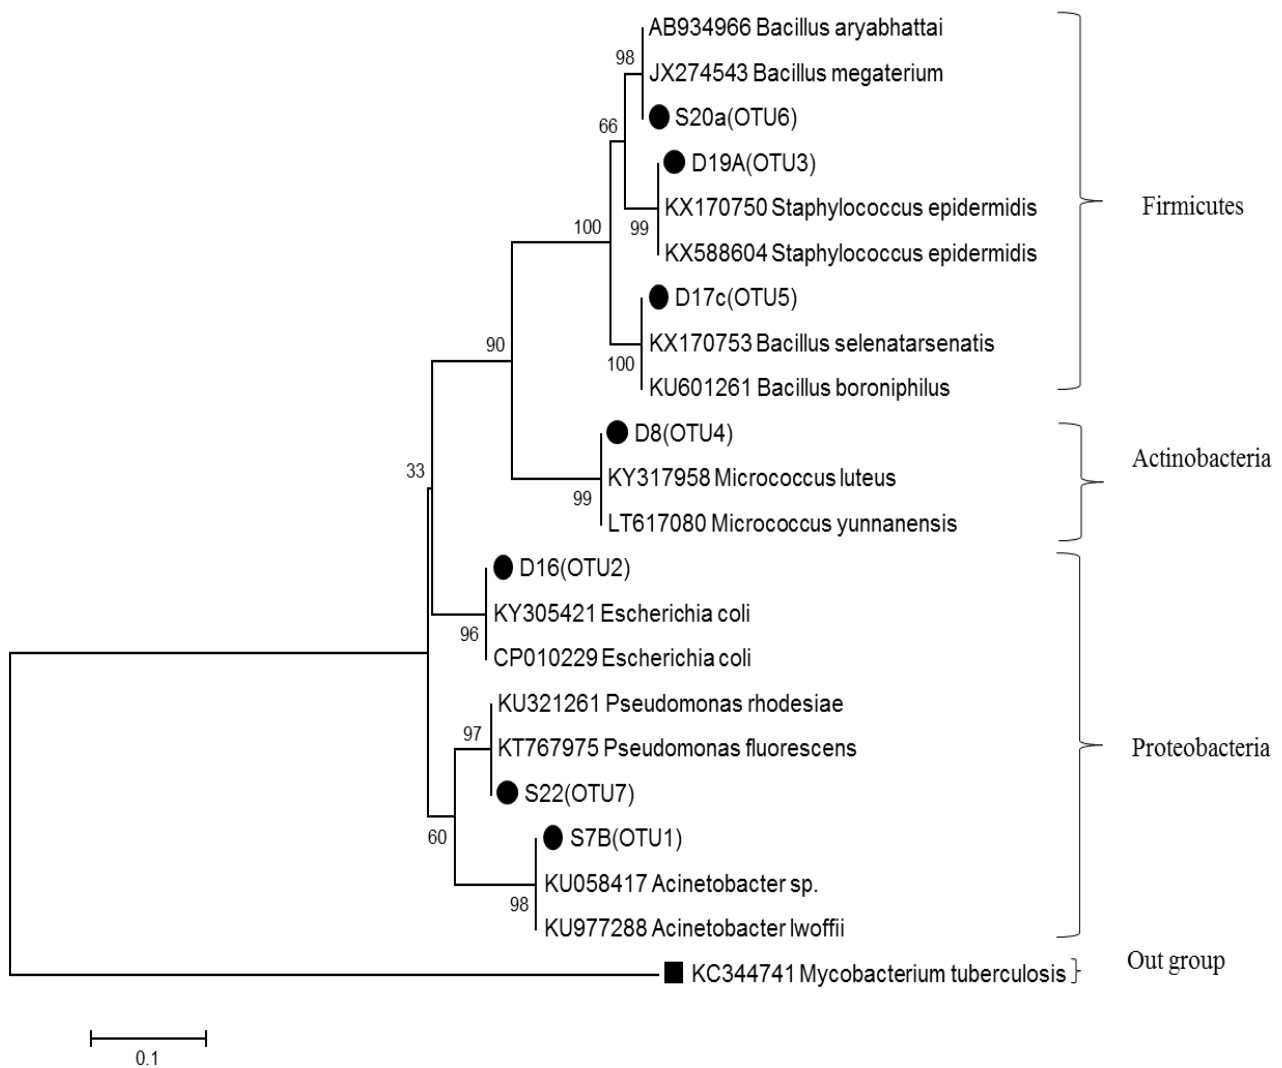 AB934966 Bacillus aryabhattai
98
JX274543 Bacillus megaterium
S20a(OTU6)
66
D19A(OTU3)
KX170750 Staphylococcus epidermidis
Firmicutes
100
99
KX588604 Staphylococcus epidermidis
D17c(OTU5)
90
KX170753 Bacillus selenatarsenatis
100
KU601261 Bacillus boroniphilus
D8(OTU4)
Actinobacteria
33
KY317958 Micrococcus luteus
99
LT617080 Micrococcus yunnanensis
D16(OTU2)
KY305421 Escherichia coli
96
CP010229 Escherichia coli
KU321261 Pseudomonas rhodesiae
97
KT767975 Pseudomonas fluorescens
Proteobacteria
S22(OTU7)
60
S7B(OTU1)
KU058417 Acinetobacter sp.
98
KU977288 Acinetobacter lwoffii
Out group
KC344741 Mycobacterium tuberculosis
0.1